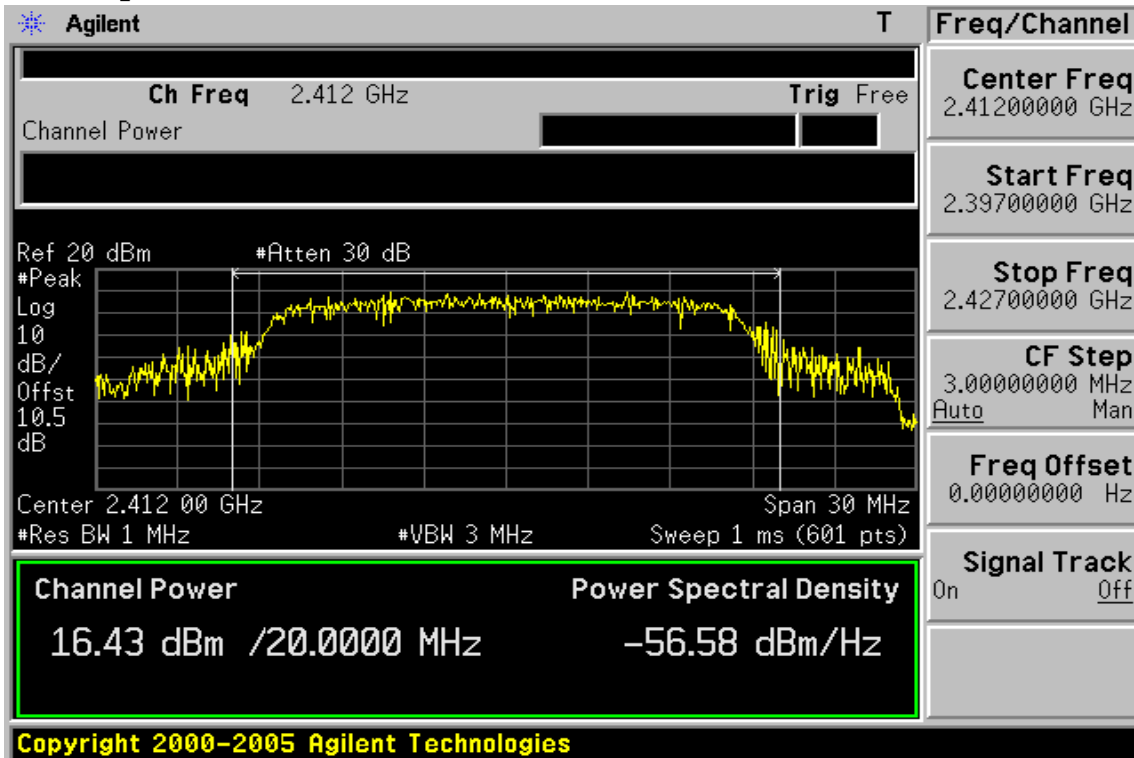 Agilent T Freq/Channel
Ch Freq 2.412 GHz Trig Free
Channel Power
Center Freq
2.41200000 GHz
Start Freq
2.39700000 GHz
Stop Freq
2.42700000 GHz
CF Step
3.00000000 MHz
Auto Man
Freq Offset
0.00000000 Hz
Signal Track
On Off
Ref 20 dBm #Atten 30 dB
#Peak
Log
10
dB/
Offst
10.5
dB
Center 2.412 00 GHz Span 30 MHz
#Res BW 1 MHz #VBW 3 MHz Sweep 1 ms (601 pts)
Channel Power Power Spectral Density
16.43 dBm /20.0000 MHz -56.58 dBm/Hz
Copyright 2000-2005 Agilent Technologies